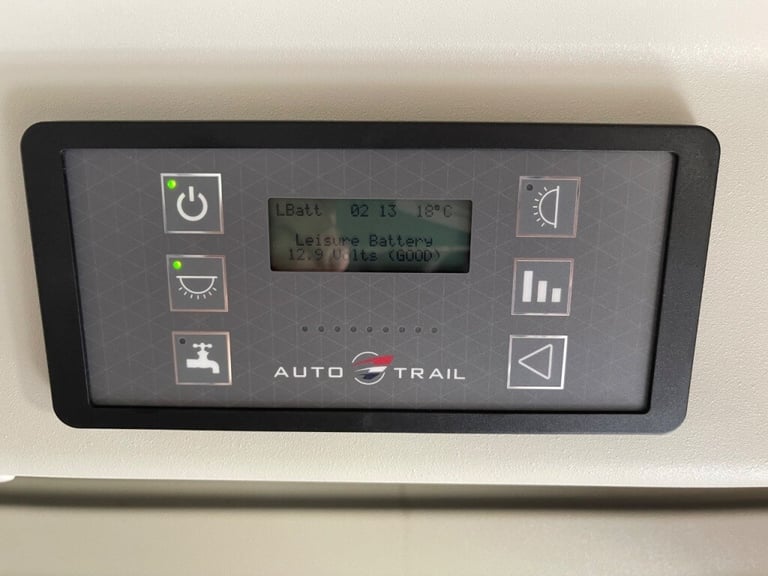 LBatt 02 13 18°C
Leisure Battery
12.9 Volts (GOOD)
AUTO TRAIL